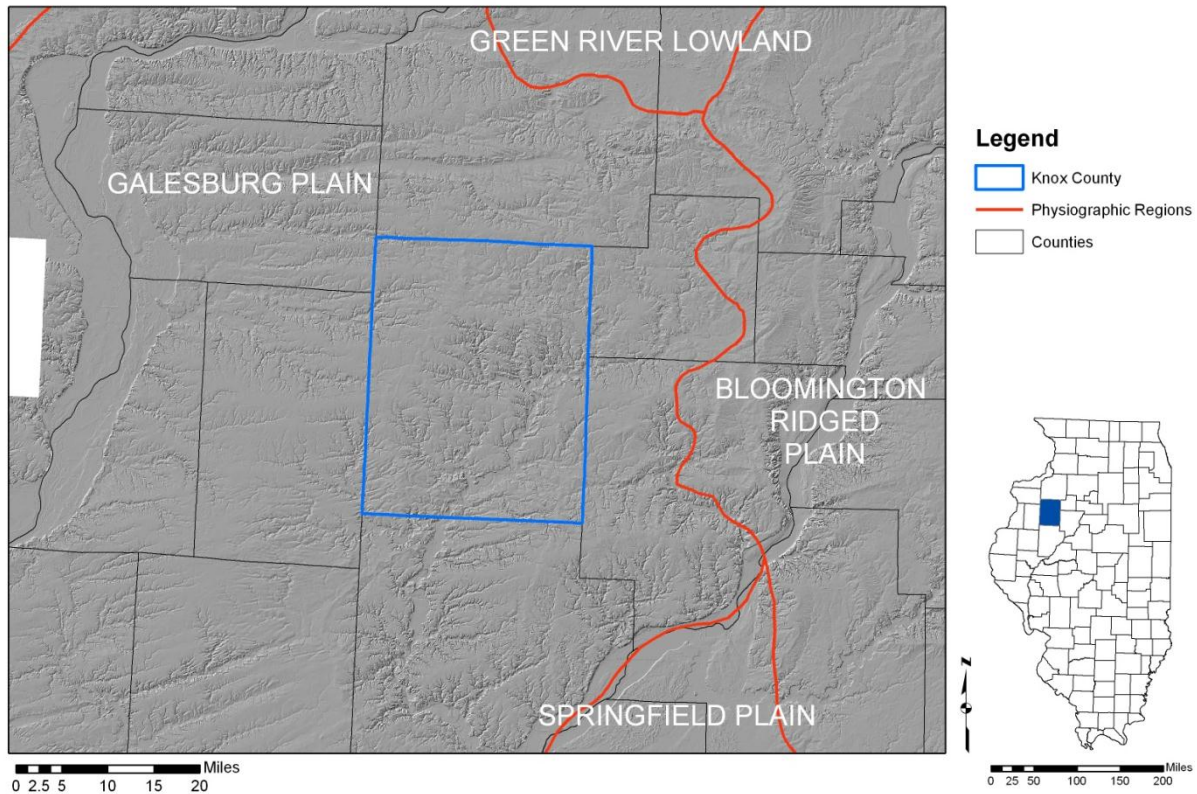 GREEN RIVER LOWLAND
GALESBURG PLAIN
BLOOMINGTON
RIDGED
PLAIN
SPRINGFIELD PLAIN
Miles
0 2.5 5 10 15 20
Legend
Knox County
Physiographic Regions
Counties
N
Miles
0 25 50 100 150 200